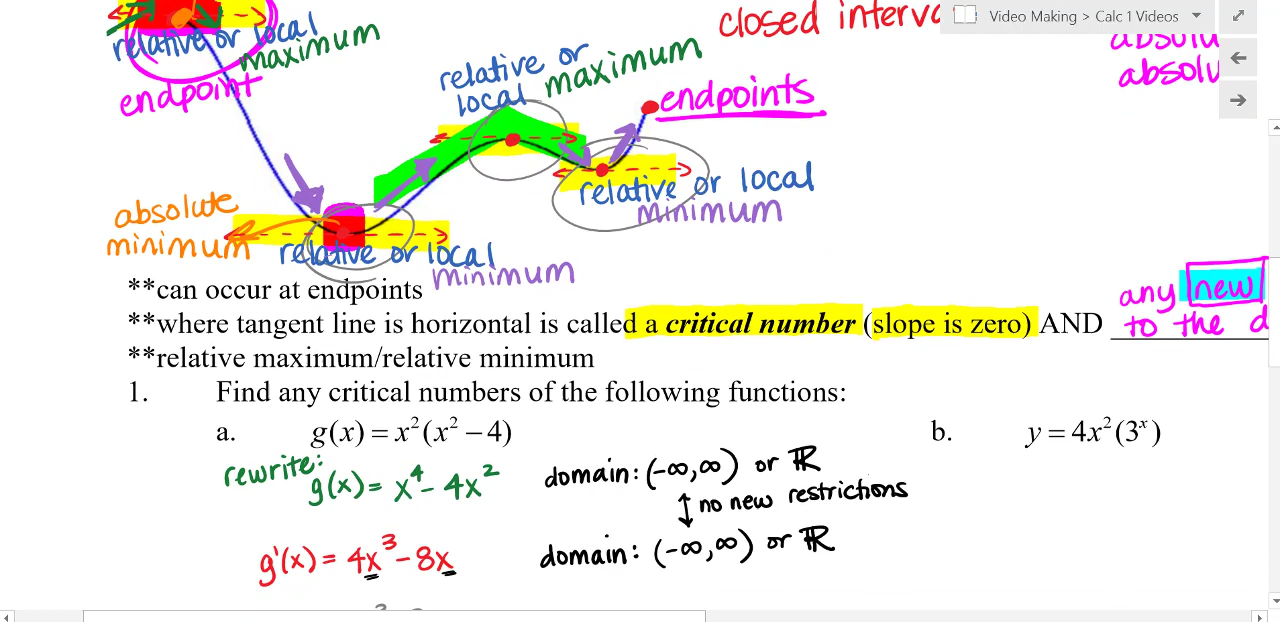 closed interva
Video Making > Calc 1 Videos
relative or local
maximum
endpoint
absolu
absolu
relative or
local maximum
endpoints
relative or local
minimum
absolute
minimum
relative or local
minimum
**can occur at endpoints
any new
**where tangent line is horizontal is called a critical number (slope is zero) AND to the d
**relative maximum/relative minimum
1. Find any critical numbers of the following functions:
a. g(x) = x²(x² − 4) b. y = 4x²(3ˣ)
rewrite: g(x) = x⁴ − 4x² domain: (-∞,∞) or ℝ
↕ no new restrictions
g'(x) = 4x³ − 8x domain: (-∞,∞) or ℝ